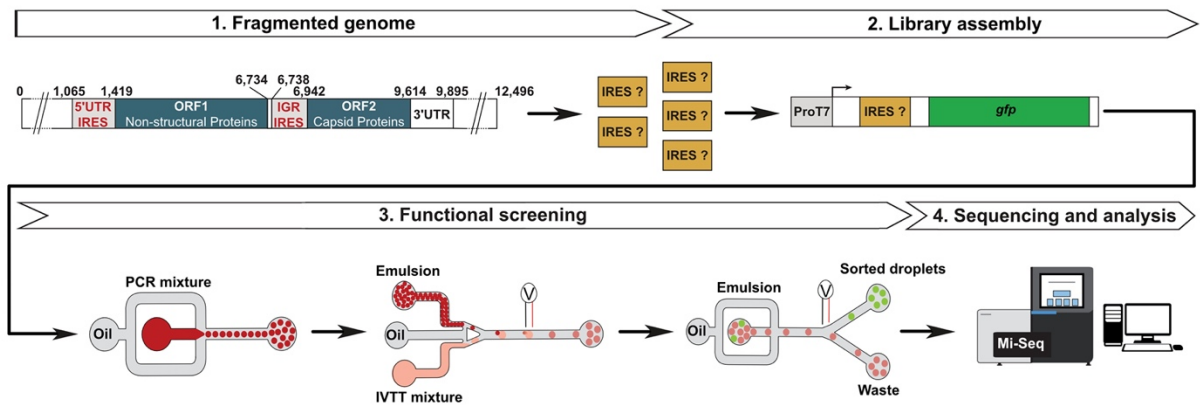 1. Fragmented genome
2. Library assembly
0
1,065
1,419
6,734
6,738
6,942
9,614
9,895
12,496
5'UTR
IRES
ORF1
Non-structural Proteins
IGR
IRES
ORF2
Capsid Proteins
3'UTR
IRES ?
IRES ?
IRES ?
IRES ?
IRES ?
ProT7
IRES ?
gfp
3. Functional screening
4. Sequencing and analysis
PCR mixture
Oil
Emulsion
Oil
IVTT mixture
V
Emulsion
Oil
V
Sorted droplets
Waste
Mi-Seq